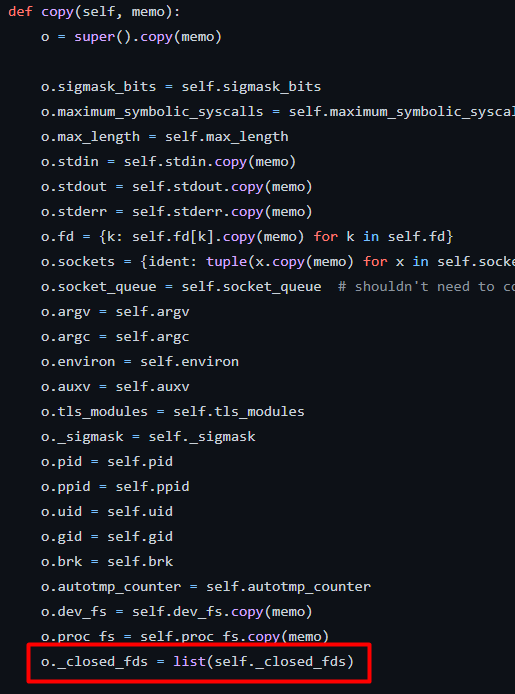 def copy(self, memo):
o = super().copy(memo)
o.sigmask_bits = self.sigmask_bits
o.maximum_symbolic_syscalls = self.maximum_symbolic_syscal
o.max_length = self.max_length
o.stdin = self.stdin.copy(memo)
o.stdout = self.stdout.copy(memo)
o.stderr = self.stderr.copy(memo)
o.fd = {k: self.fd[k].copy(memo) for k in self.fd}
o.sockets = {ident: tuple(x.copy(memo) for x in self.socke
o.socket_queue = self.socket_queue  # shouldn't need to co
o.argv = self.argv
o.argc = self.argc
o.environ = self.environ
o.auxv = self.auxv
o.tls_modules = self.tls_modules
o._sigmask = self._sigmask
o.pid = self.pid
o.ppid = self.ppid
o.uid = self.uid
o.gid = self.gid
o.brk = self.brk
o.autotmp_counter = self.autotmp_counter
o.dev_fs = self.dev_fs.copy(memo)
o.proc_fs = self.proc_fs.copy(memo)
o._closed_fds = list(self._closed_fds)